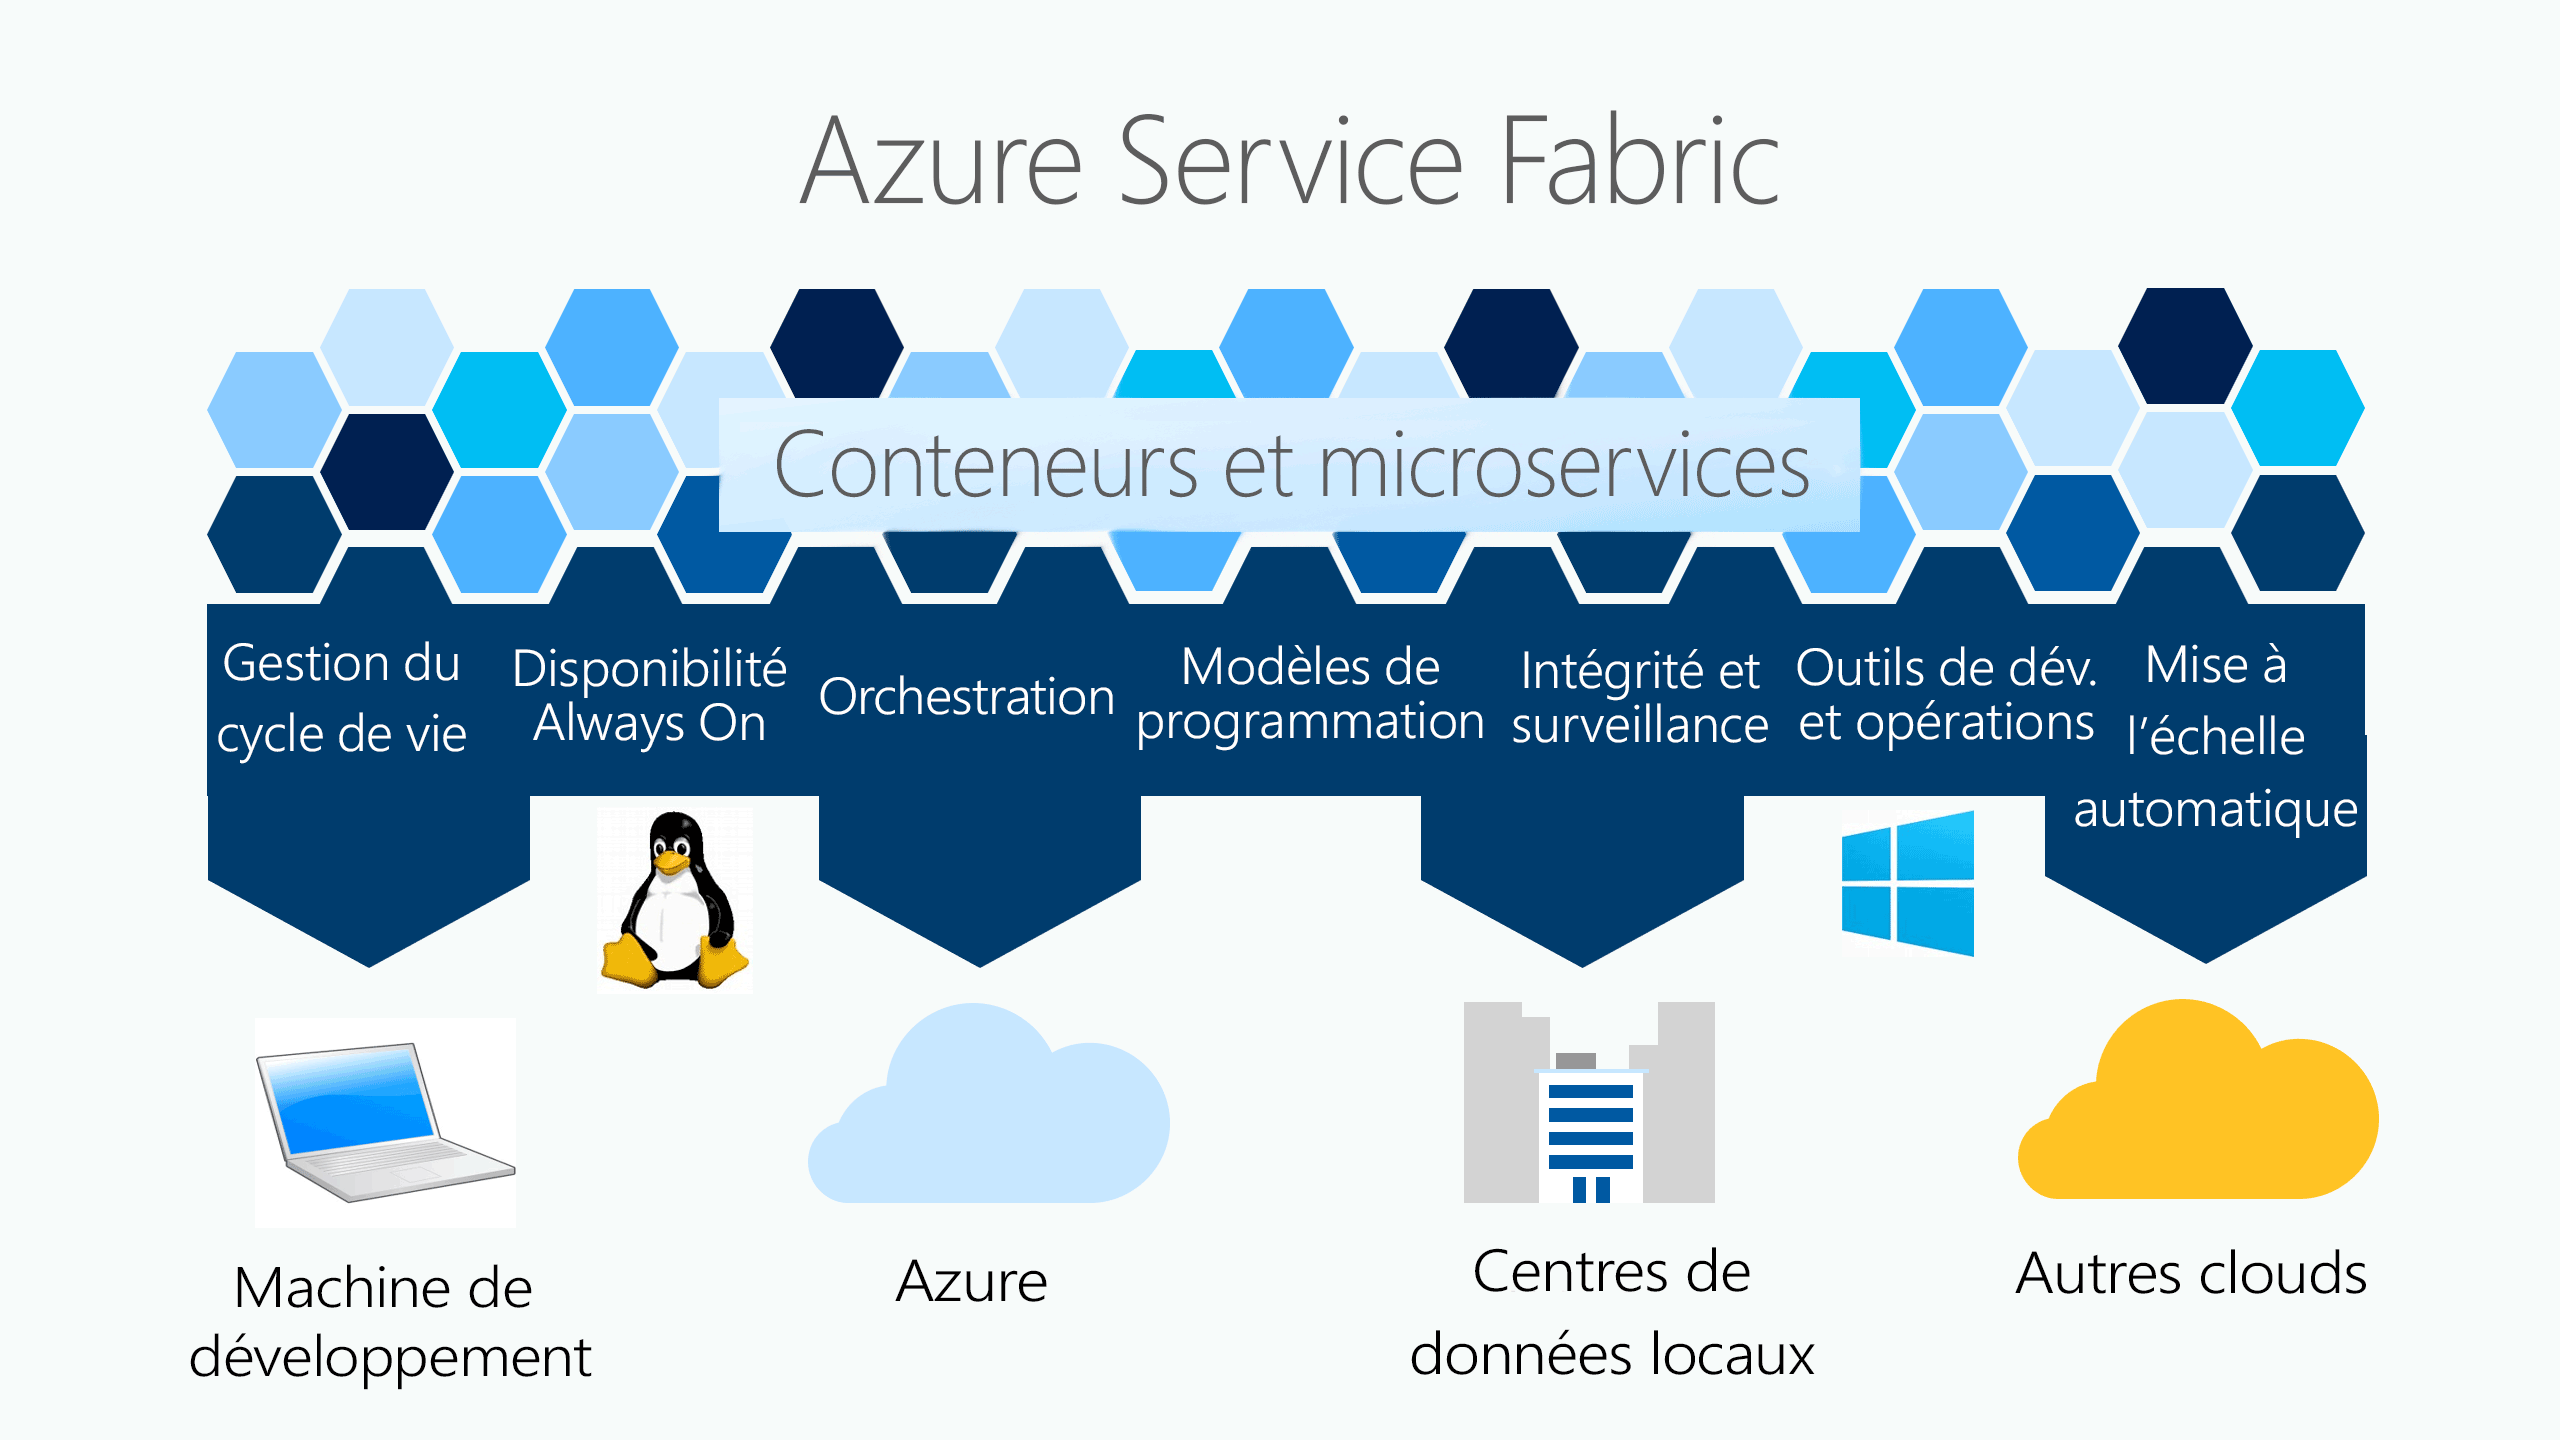 Azure Service Fabric
Conteneurs et microservices
Gestion du
cycle de vie
Disponibilité
Always On
Orchestration
Modèles de
programmation
Intégrité et
surveillance
Outils de dév.
et opérations
Mise à
l’échelle
automatique
Machine de
développement
Azure
Centres de
données locaux
Autres clouds